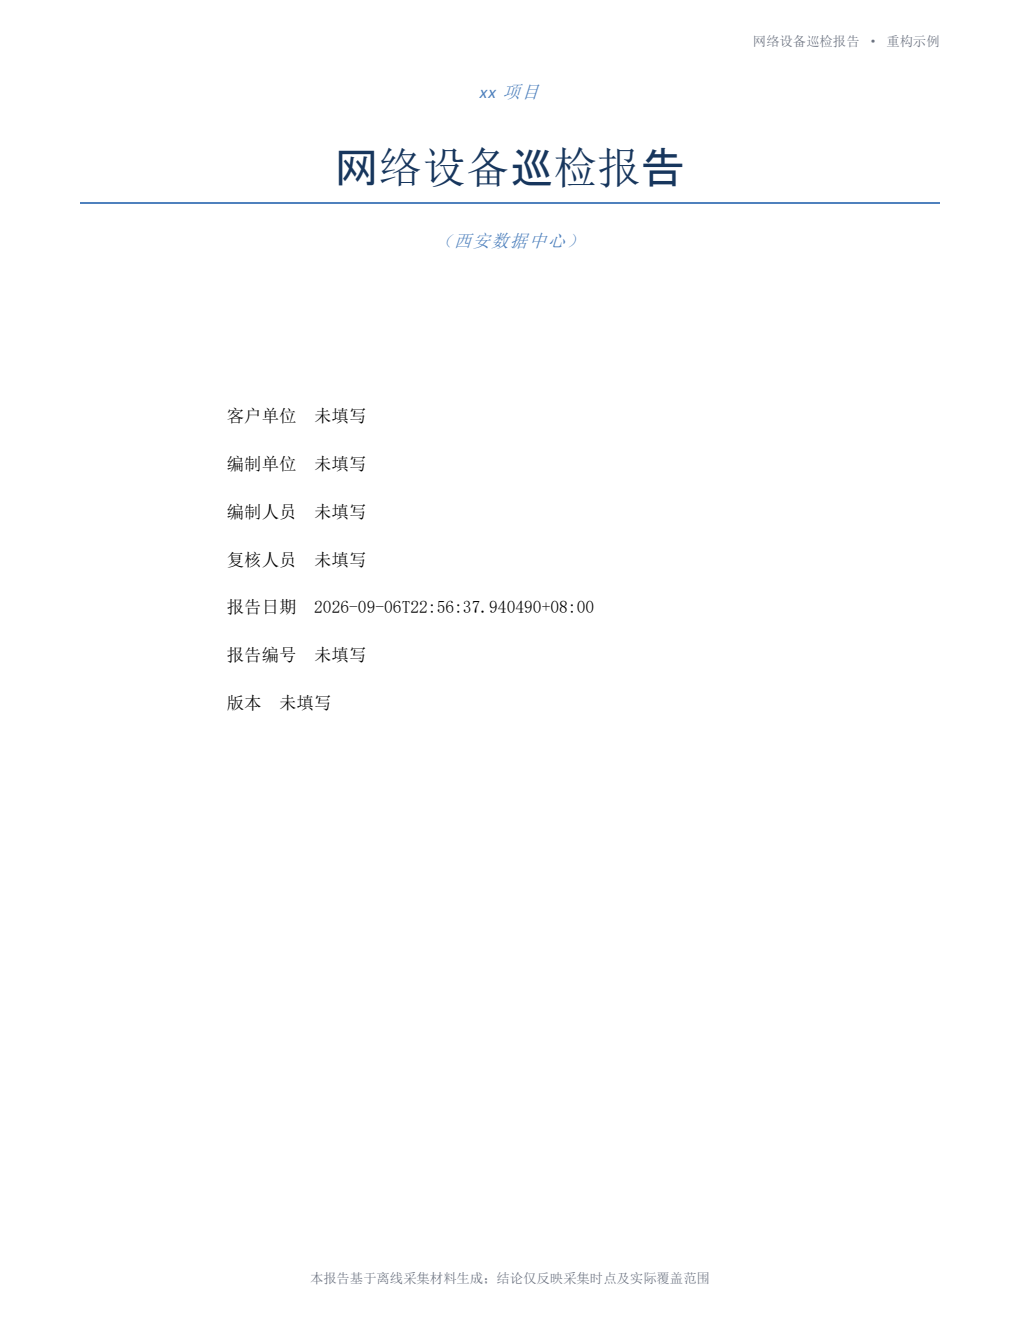 网络设备巡检报告 • 重构示例
xx 项目
网络设备巡检报告
（西安数据中心）
客户单位　未填写
编制单位　未填写
编制人员　未填写
复核人员　未填写
报告日期　2026-09-06T22:56:37.940490+08:00
报告编号　未填写
版本　未填写
本报告基于离线采集材料生成；结论仅反映采集时点及实际覆盖范围